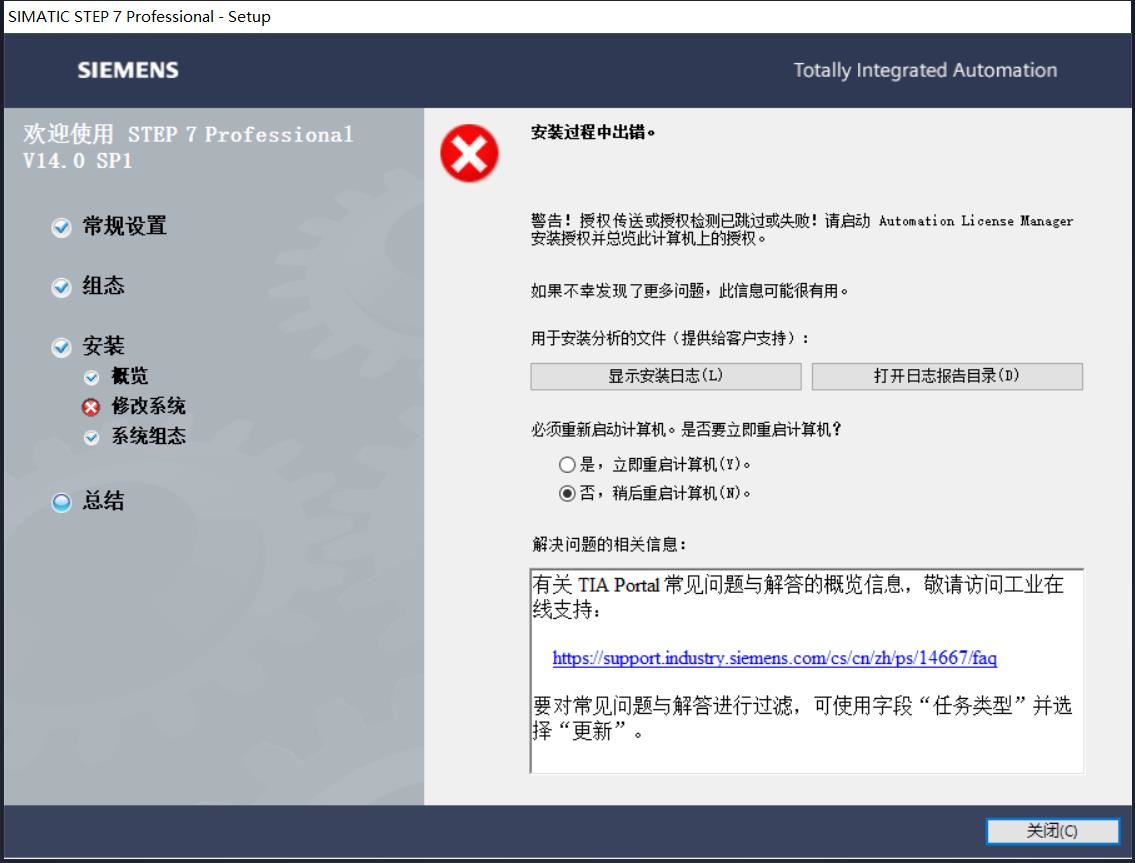 SIMATIC STEP 7 Professional - Setup
SIEMENS
Totally Integrated Automation
欢迎使用 STEP 7 Professional
V14.0 SP1
常规设置
组态
安装
概览
修改系统
系统组态
总结
安装过程中出错。
警告！授权传送或授权检测已跳过或失败！请启动 Automation License Manager
安装授权并总览此计算机上的授权。
如果不幸发现了更多问题，此信息可能很有用。
用于安装分析的文件（提供给客户支持）：
显示安装日志(L)
打开日志报告目录(D)
必须重新启动计算机。是否要立即重启计算机？
是，立即重启计算机(Y)。
否，稍后重启计算机(N)。
解决问题的相关信息：
有关 TIA Portal 常见问题与解答的概览信息，敬请访问工业在
线支持：
https://support.industry.siemens.com/cs/cn/zh/ps/14667/faq
要对常见问题与解答进行过滤，可使用字段“任务类型”并选
择“更新”。
关闭(C)